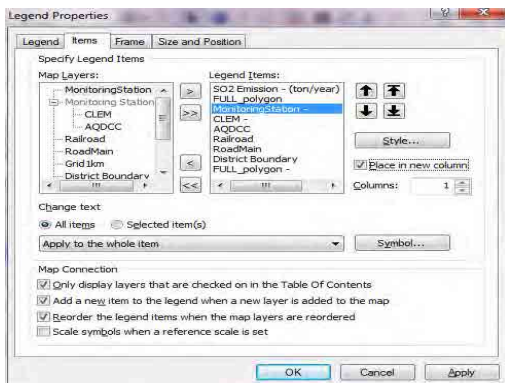 Legend Properties
Legend Items Frame Size and Position
Specify Legend Items
Map Layers:
MonitoringStation
Monitoring Station
CLEM
AQDCC
Railroad
RoadMain
Grid1km
District Boundary
> >> < <<
Legend Items:
SO2 Emission - (ton/year)
FULL_polygon
MonitoringStation -
CLEM -
AQDCC
Railroad
RoadMain
District Boundary
FULL_polygon -
Style...
Place in new column
Columns: 1
Change text
All items Selected item(s)
Apply to the whole item Symbol...
Map Connection
Only display layers that are checked on in the Table Of Contents
Add a new item to the legend when a new layer is added to the map
Reorder the legend items when the map layers are reordered
Scale symbols when a reference scale is set
OK Cancel Apply